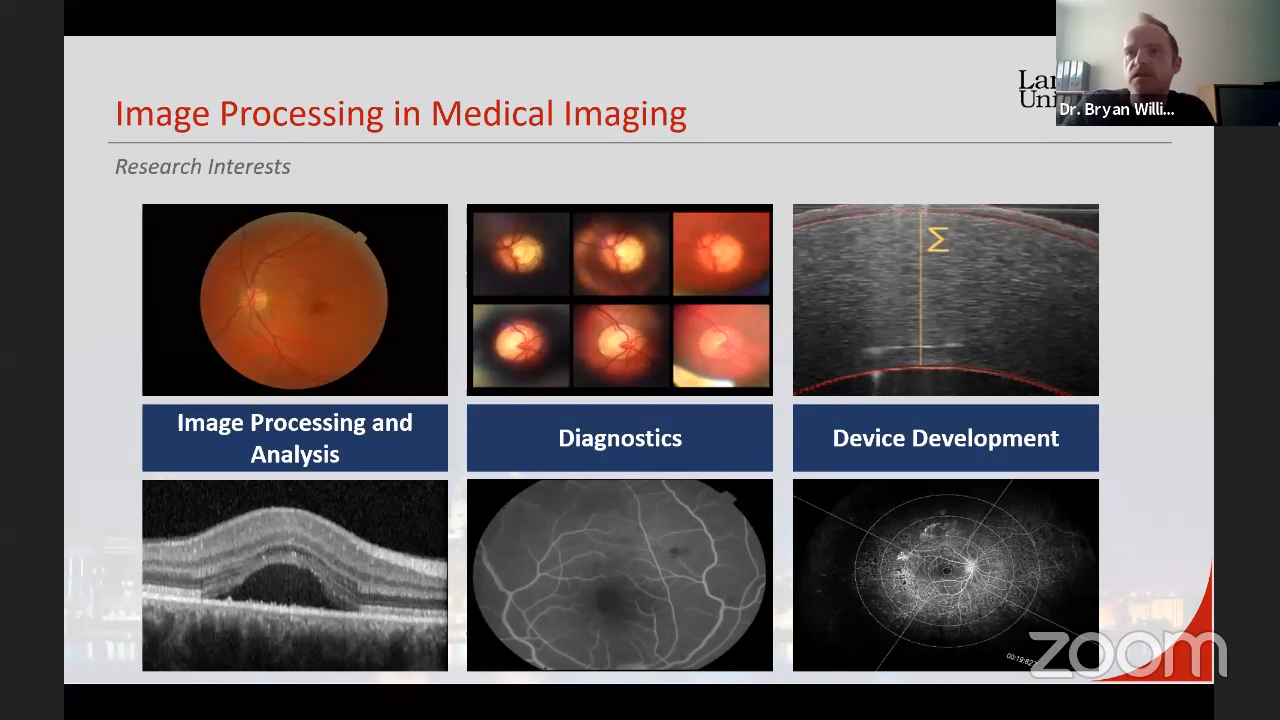 Image Processing in Medical Imaging
Research Interests
Dr. Bryan Willi...
Σ
Image Processing and
Analysis
Diagnostics
Device Development
zoom